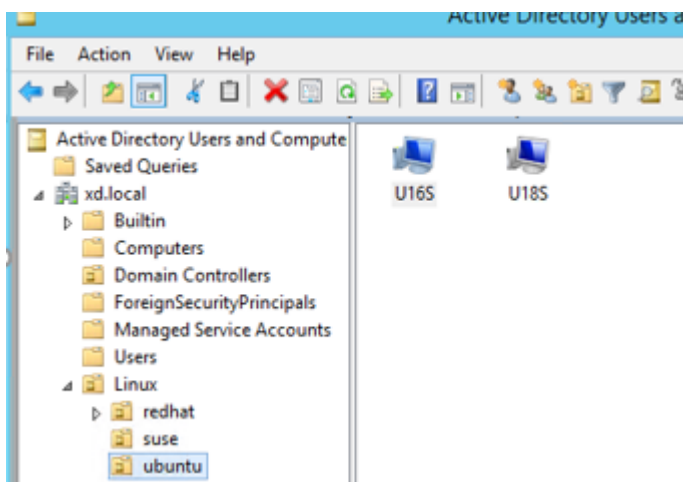 Active Directory Users a
File Action View Help
Active Directory Users and Compute
Saved Queries
xd.local
Builtin
Computers
Domain Controllers
ForeignSecurityPrincipals
Managed Service Accounts
Users
Linux
redhat
suse
ubuntu
U16S U18S